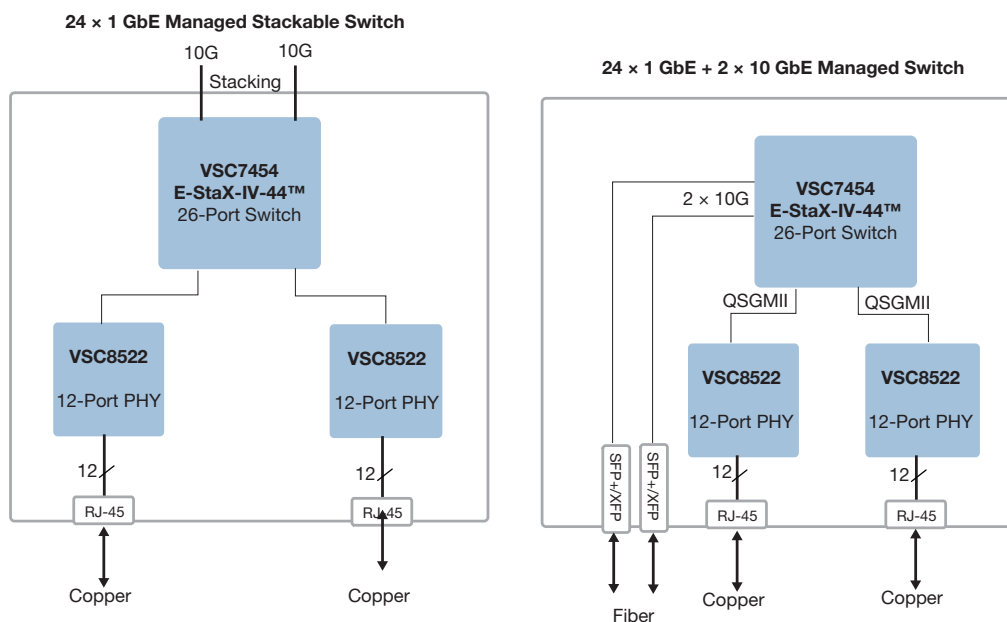 24 × 1 GbE Managed Stackable Switch
10G
10G
Stacking
VSC7454
E-StaX-IV-44™
26-Port Switch
VSC8522
12-Port PHY
VSC8522
12-Port PHY
12
12
RJ-45
RJ-45
Copper
Copper
24 × 1 GbE + 2 × 10 GbE Managed Switch
VSC7454
E-StaX-IV-44™
26-Port Switch
2 × 10G
QSGMII
QSGMII
VSC8522
12-Port PHY
VSC8522
12-Port PHY
SFP+/XFP
SFP+/XFP
12
12
RJ-45
RJ-45
Fiber
Copper
Copper